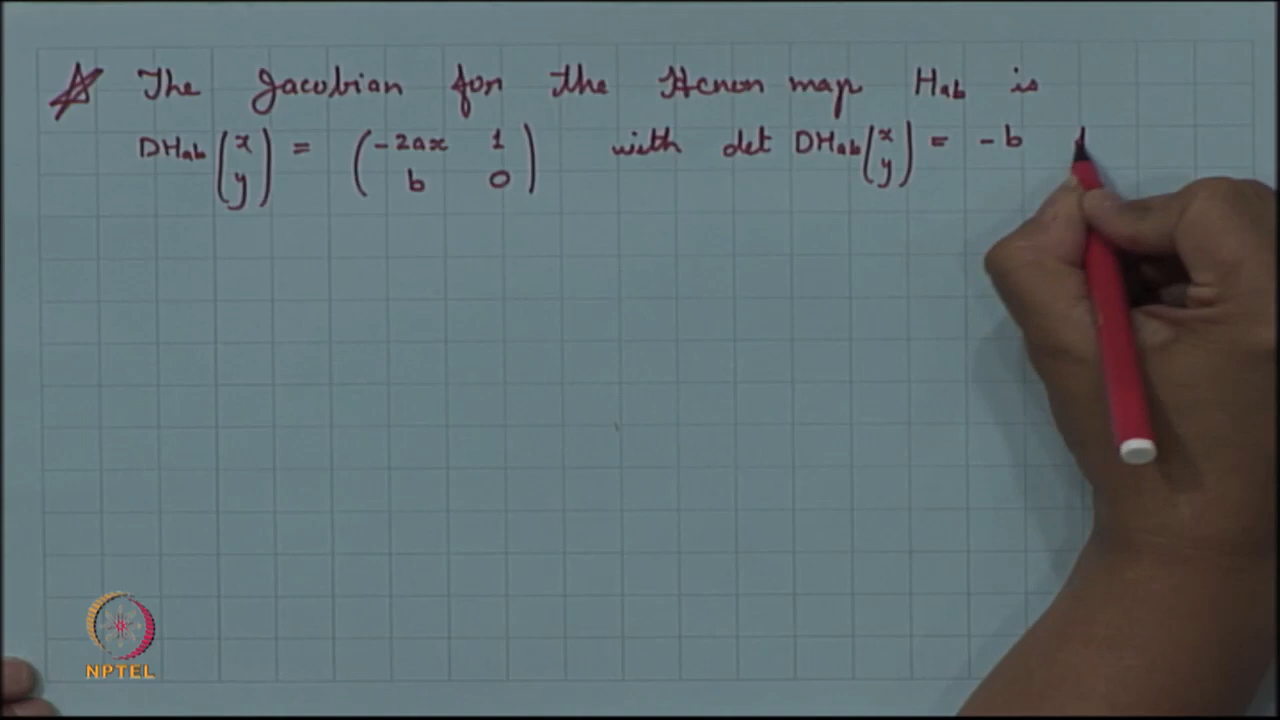 The Jacobian for the Henon map Hab is
DHab (x y) = (-2ax 1 b 0) with det DHab (x y) = -b
NPTEL